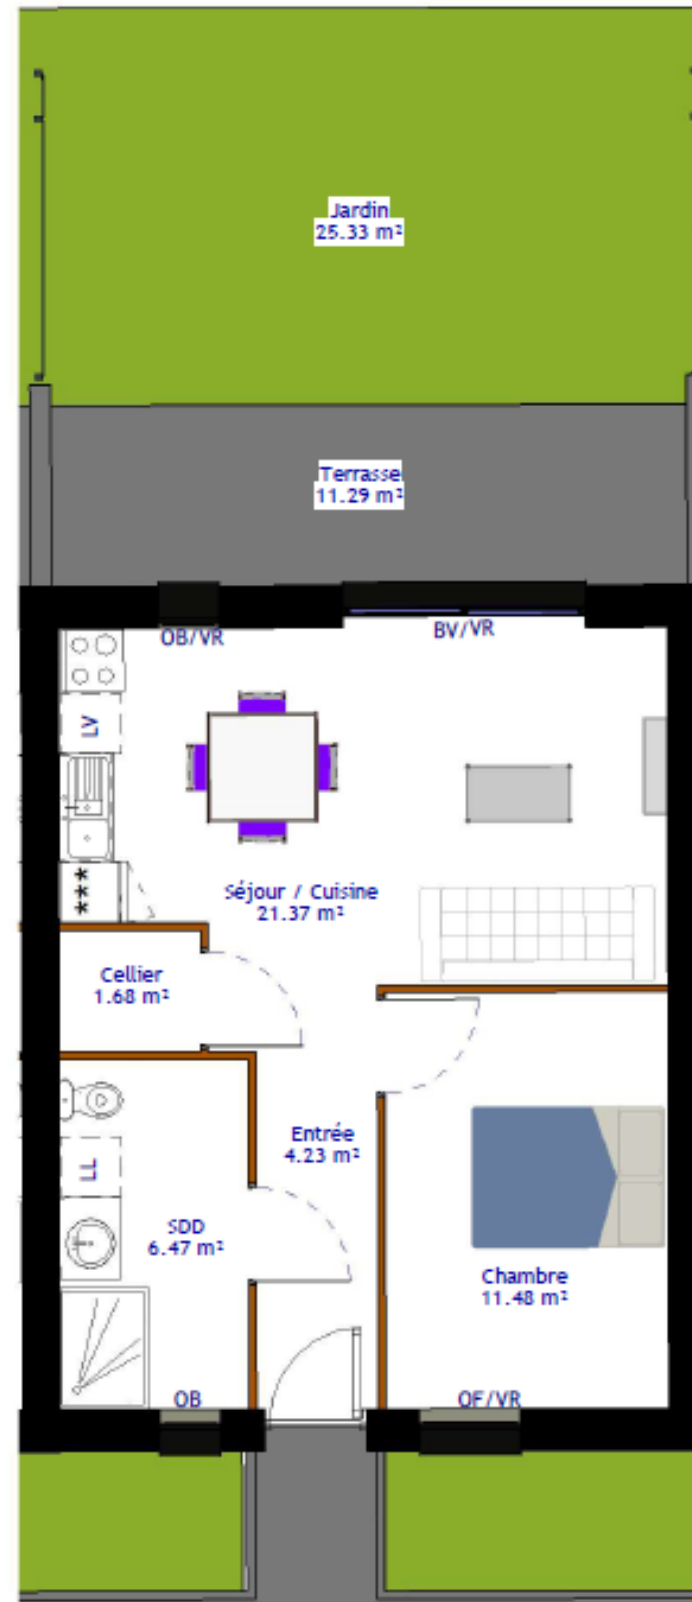 Jardin
25.33 m²
Terrasse
11.29 m²
OB/VR
BV/VR
LV
***
Séjour / Cuisine
21.37 m²
Cellier
1.68 m²
Entrée
4.23 m²
LL
SDD
6.47 m²
Chambre
11.48 m²
OB
OF/VR